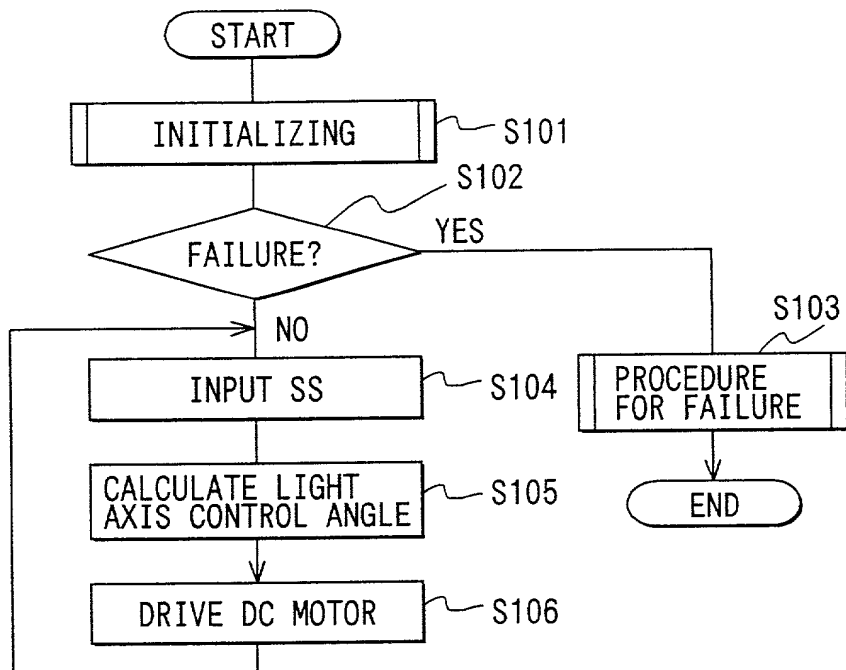 START
INITIALIZING
S101
S102
FAILURE?
YES
NO
S103
INPUT SS
S104
PROCEDURE
FOR FAILURE
CALCULATE LIGHT
AXIS CONTROL ANGLE
S105
END
DRIVE DC MOTOR
S106